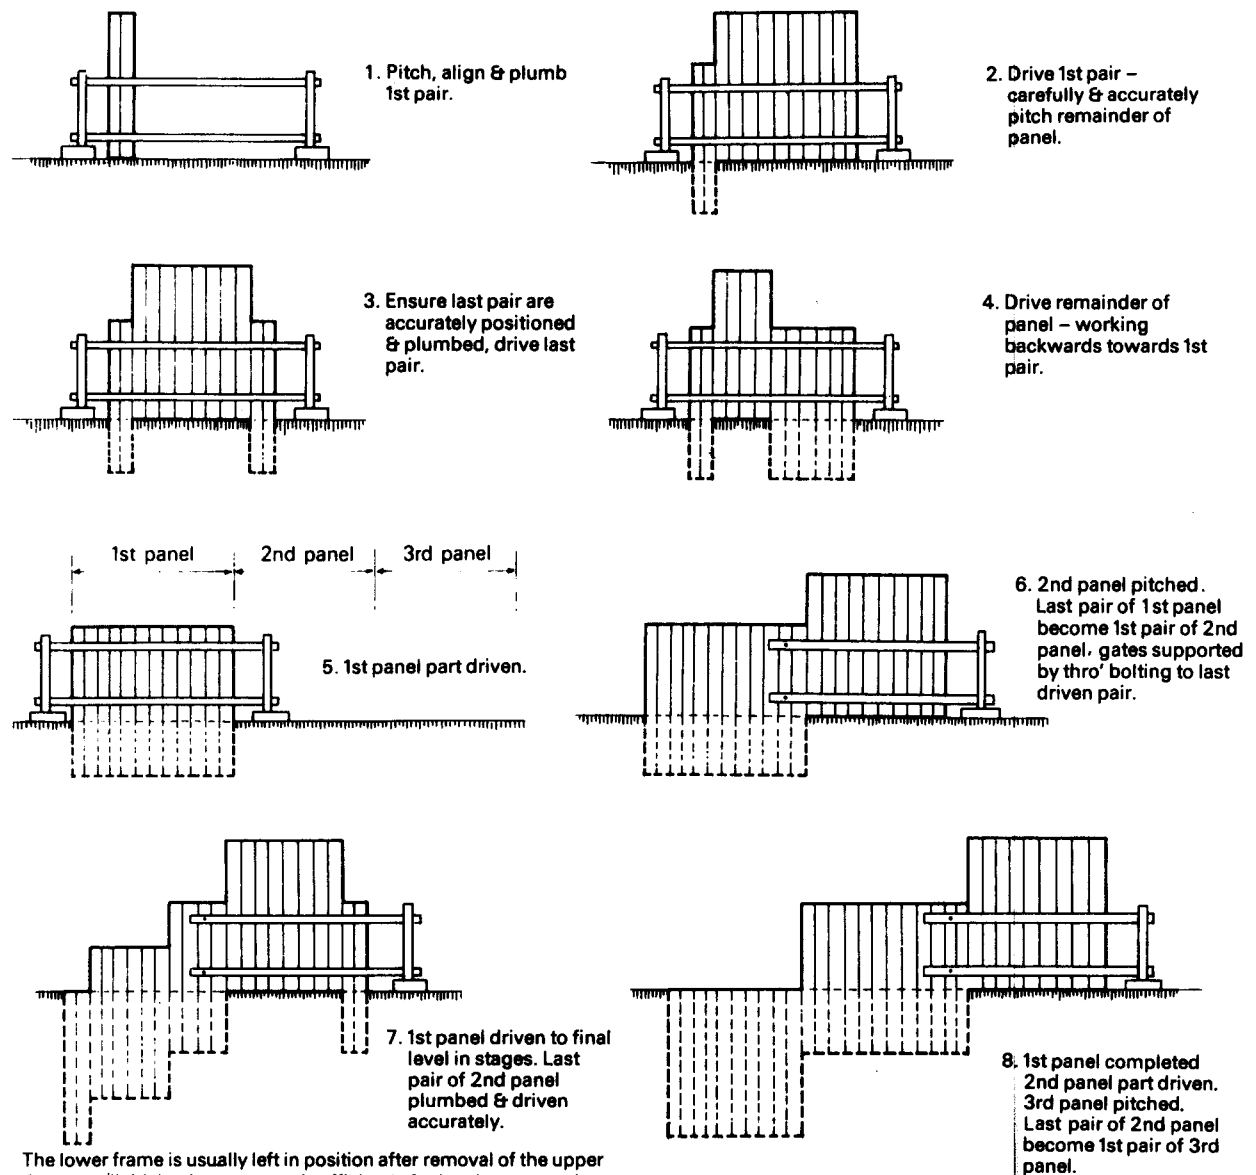 1. Pitch, align & plumb
1st pair.
2. Drive 1st pair –
carefully & accurately
pitch remainder of
panel.
3. Ensure last pair are
accurately positioned
& plumbed, drive last
pair.
4. Drive remainder of
panel – working
backwards towards 1st
pair.
1st panel
2nd panel
3rd panel
5. 1st panel part driven.
6. 2nd panel pitched.
Last pair of 1st panel
become 1st pair of 2nd
panel, gates supported
by thro' bolting to last
driven pair.
7. 1st panel driven to final
level in stages. Last
pair of 2nd panel
plumbed & driven
accurately.
8. 1st panel completed
2nd panel part driven.
3rd panel pitched.
Last pair of 2nd panel
become 1st pair of 3rd
panel.
The lower frame is usually left in position after removal of the upper